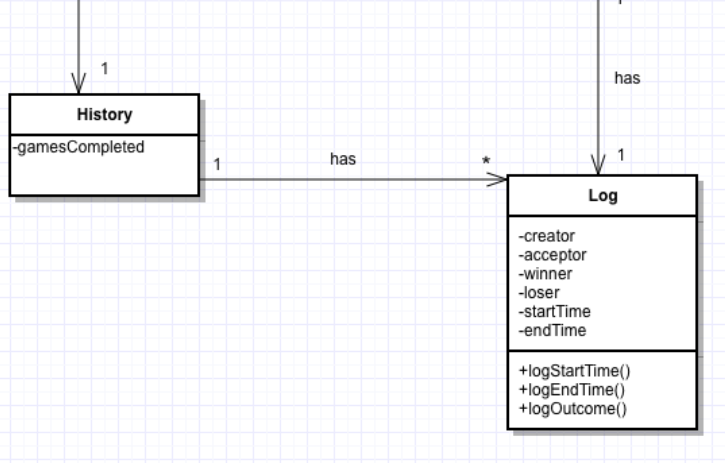 1
History
-gamesCompleted
1
has
*
has
1
Log
-creator
-acceptor
-winner
-loser
-startTime
-endTime
+logStartTime()
+logEndTime()
+logOutcome()